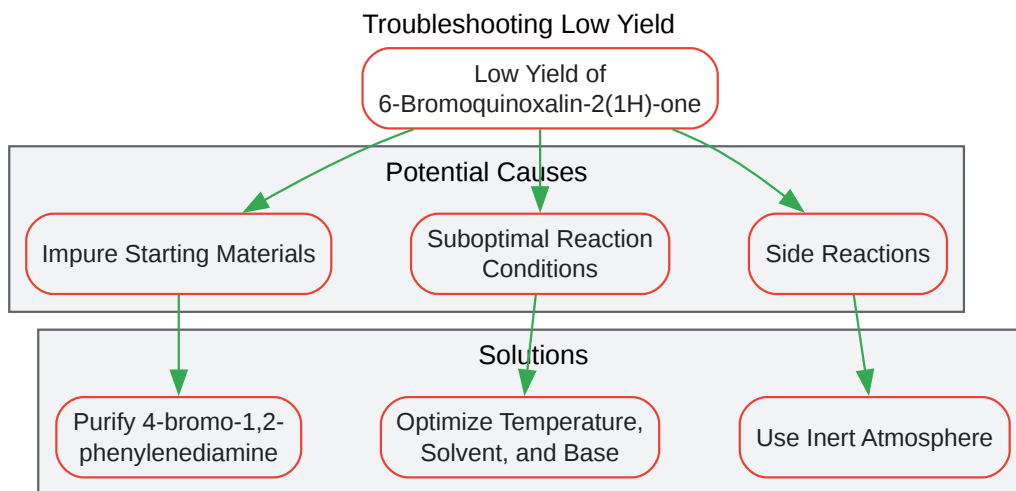 Troubleshooting Low Yield
Low Yield of
6-Bromoquinoxalin-2(1H)-one
Potential Causes
Impure Starting Materials
Suboptimal Reaction
Conditions
Side Reactions
Solutions
Purify 4-bromo-1,2-
phenylenediamine
Optimize Temperature,
Solvent, and Base
Use Inert Atmosphere